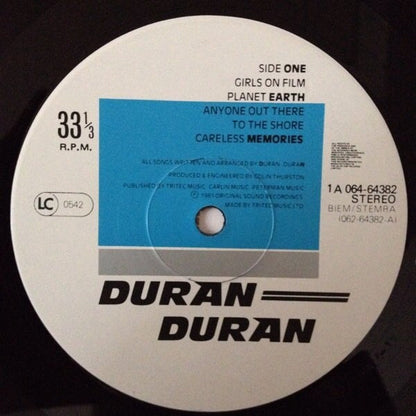 SIDE ONE
GIRLS ON FILM
PLANET EARTH
ANYONE OUT THERE
TO THE SHORE
CARELESS MEMORIES
33 1/3
R.P.M.
ALL SONGS WRITTEN AND ARRANGED BY DURAN DURAN
PRODUCED & ENGINEERED BY COLIN THURSTON
PUBLISHED BY TRITEC MUSIC CARLIN MUSIC PETERMAN MUSIC
℗ 1981 ORIGINAL SOUND RECORDINGS
MADE BY TRITEC MUSIC LTD
LC 0542
1 A 064-64382
STEREO
BIEM/STEMRA
(062-64382-A)
DURAN
DURAN